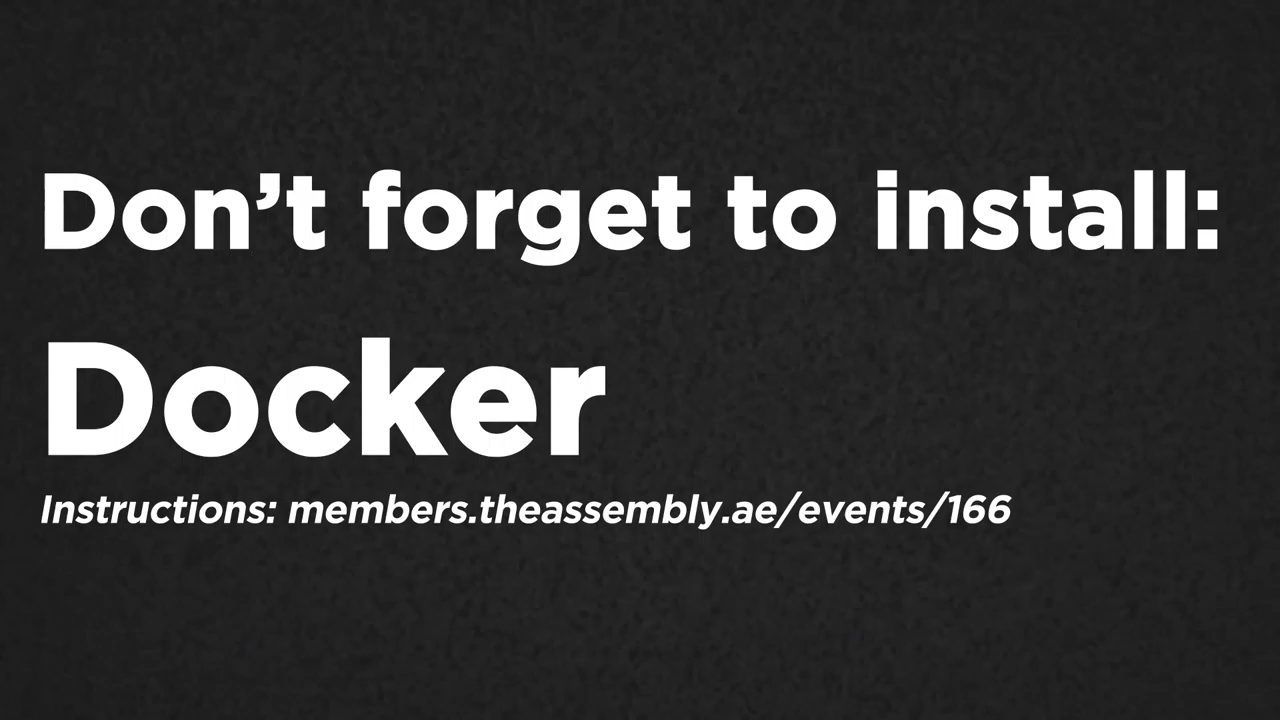 Don’t forget to install:
Docker
Instructions: members.theassembly.ae/events/166